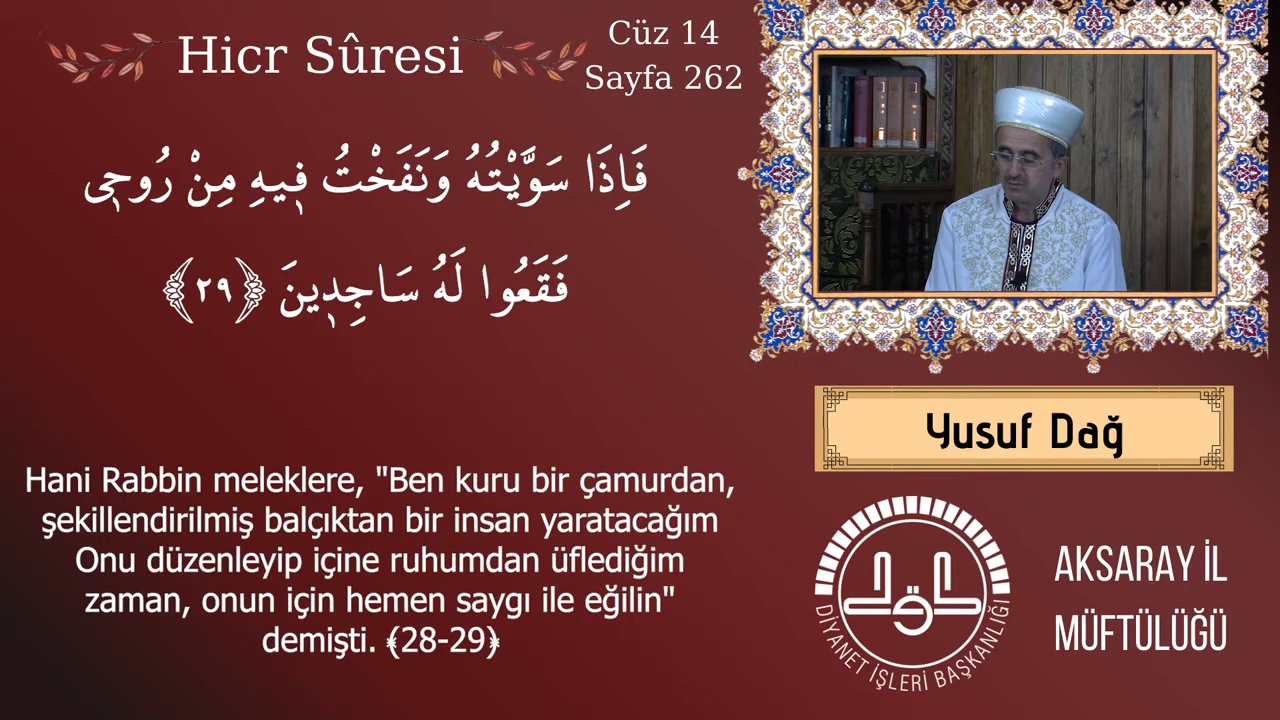 Hicr Sûresi
Cüz 14
Sayfa 262
فَاِذَا سَوَّيْتُهُ وَنَفَخْتُ ف۪يهِ مِنْ رُوح۪ي
فَقَعُوا لَهُ سَاجِد۪ينَ ﴿٢٩﴾
Hani Rabbin meleklere, "Ben kuru bir çamurdan,
şekillendirilmiş balçıktan bir insan yaratacağım
Onu düzenleyip içine ruhumdan üflediğim
zaman, onun için hemen saygı ile eğilin"
demişti. ﴾28-29﴿
Yusuf Dağ
DİYANET İŞLERİ BAŞKANLIĞI
AKSARAY İL
MÜFTÜLÜĞÜ